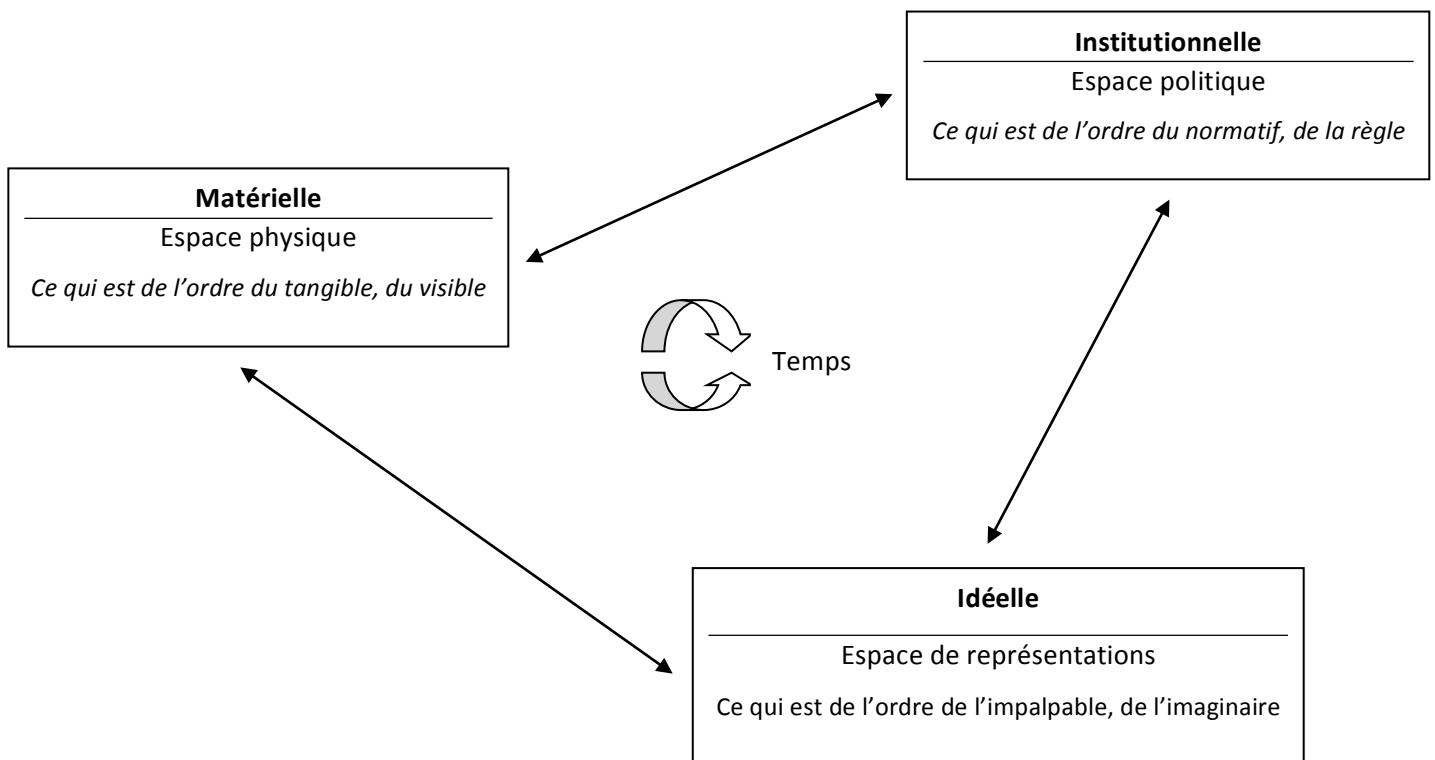 Institutionnelle
Espace politique
Ce qui est de l’ordre du normatif, de la règle
Matérielle
Espace physique
Ce qui est de l’ordre du tangible, du visible
Temps
Idéelle
Espace de représentations
Ce qui est de l’ordre de l’impalpable, de l’imaginaire